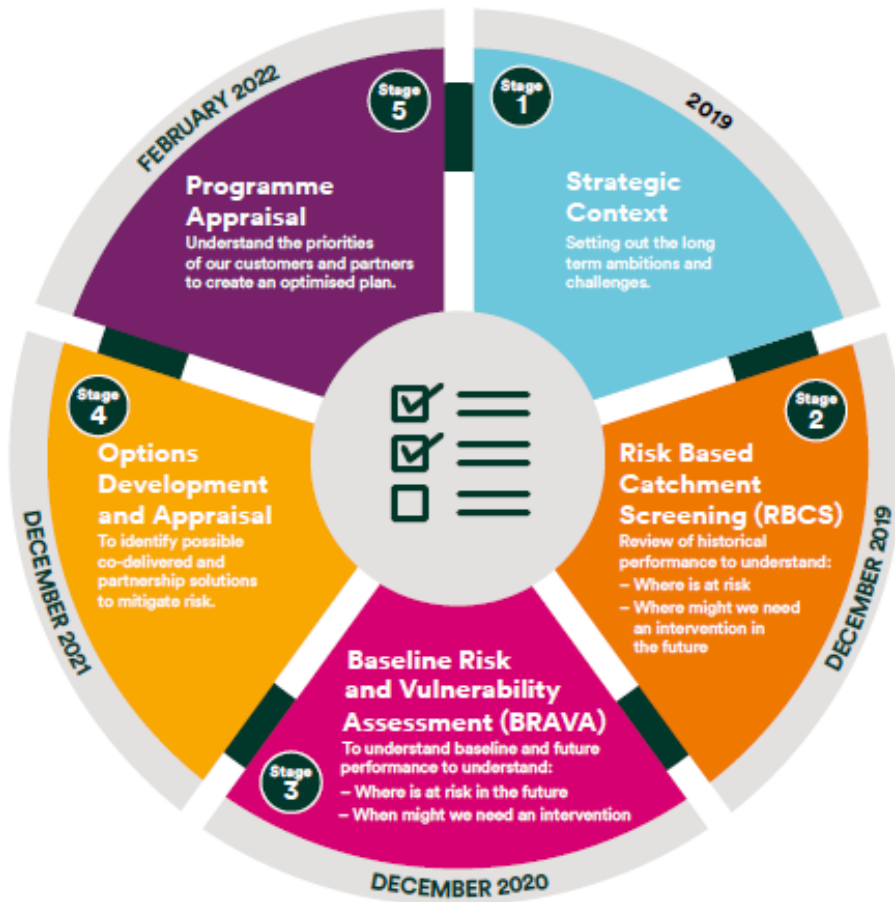 Stage
1
2019
Strategic
Context
Setting out the long
term ambitions and
challenges.
Stage
2
DECEMBER 2019
Risk Based
Catchment
Screening (RBCS)
Review of historical
performance to understand:
– Where is at risk
– Where might we need
an intervention in
the future
Stage
3
DECEMBER 2020
Baseline Risk
and Vulnerability
Assessment (BRAVA)
To understand baseline and future
performance to understand:
– Where is at risk in the future
– When might we need an intervention
Stage
4
DECEMBER 2021
Options
Development
and Appraisal
To identify possible
co-delivered and
partnership solutions
to mitigate risk.
Stage
5
FEBRUARY 2022
Programme
Appraisal
Understand the priorities
of our customers and partners
to create an optimised plan.